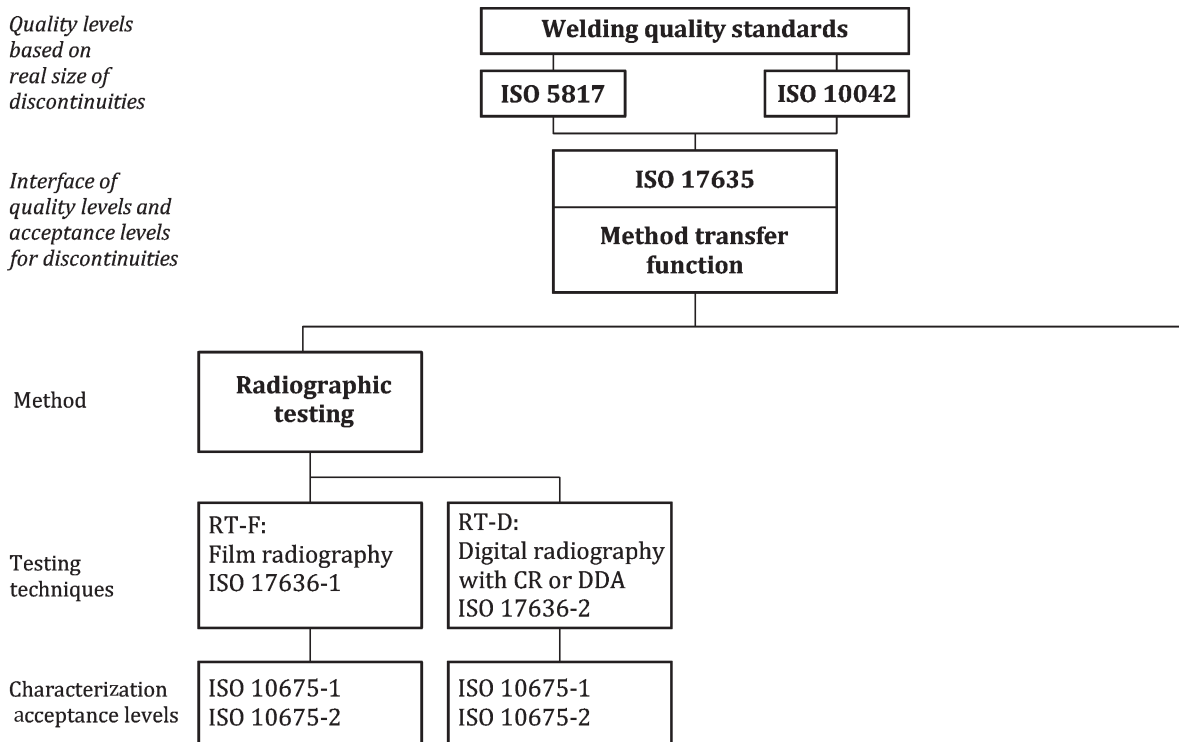 Quality levels
based on
real size of
discontinuities
Welding quality standards
ISO 5817
ISO 10042
Interface of
quality levels and
acceptance levels
for discontinuities
ISO 17635
Method transfer
function
Method
Radiographic
testing
Testing
techniques
RT-F:
Film radiography
ISO 17636-1
RT-D:
Digital radiography
with CR or DDA
ISO 17636-2
Characterization
acceptance levels
ISO 10675-1
ISO 10675-2
ISO 10675-1
ISO 10675-2